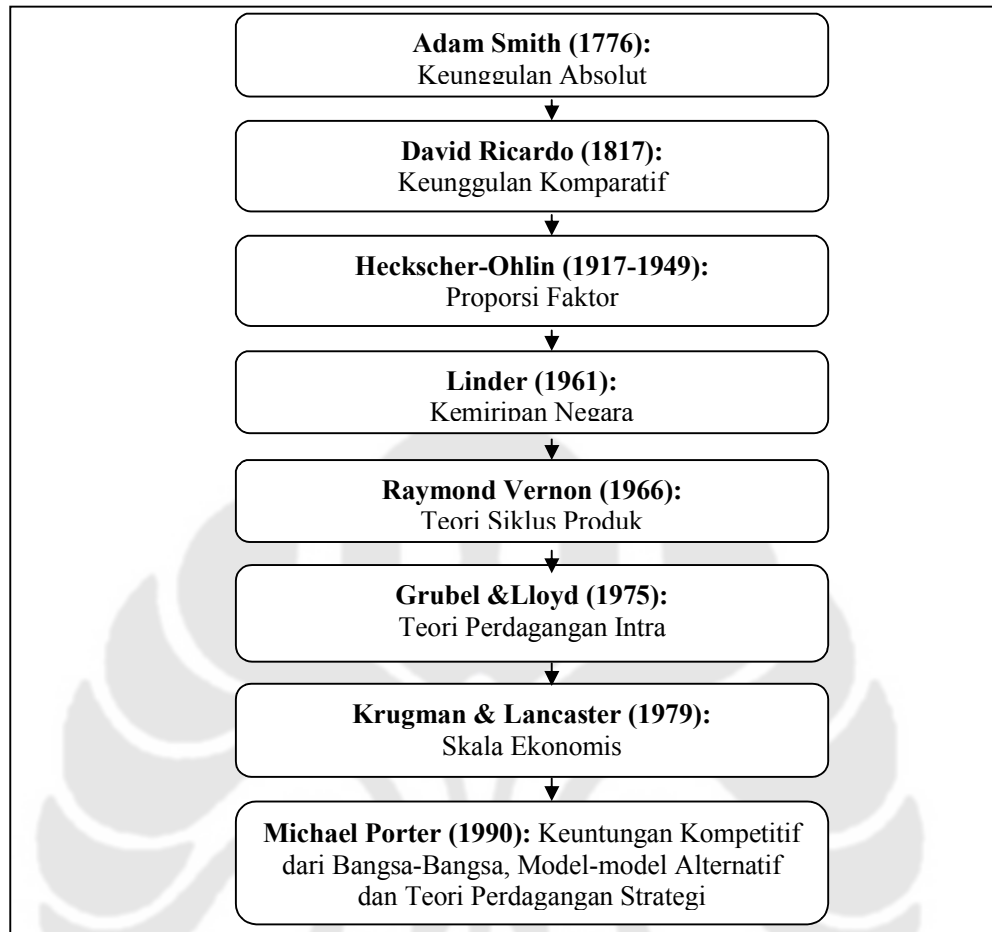 Adam Smith (1776):
Keunggulan Absolut
David Ricardo (1817):
Keunggulan Komparatif
Heckscher-Ohlin (1917-1949):
Proporsi Faktor
Linder (1961):
Kemiripan Negara
Raymond Vernon (1966):
Teori Siklus Produk
Grubel &Lloyd (1975):
Teori Perdagangan Intra
Krugman & Lancaster (1979):
Skala Ekonomis
Michael Porter (1990): Keuntungan Kompetitif
dari Bangsa-Bangsa, Model-model Alternatif
dan Teori Perdagangan Strategi